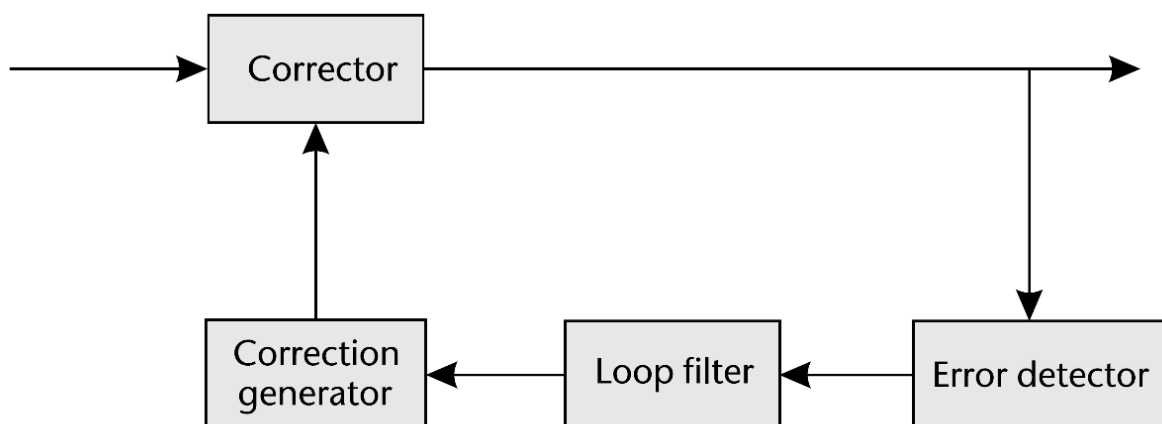 Corrector
Correction
generator
Loop filter
Error detector